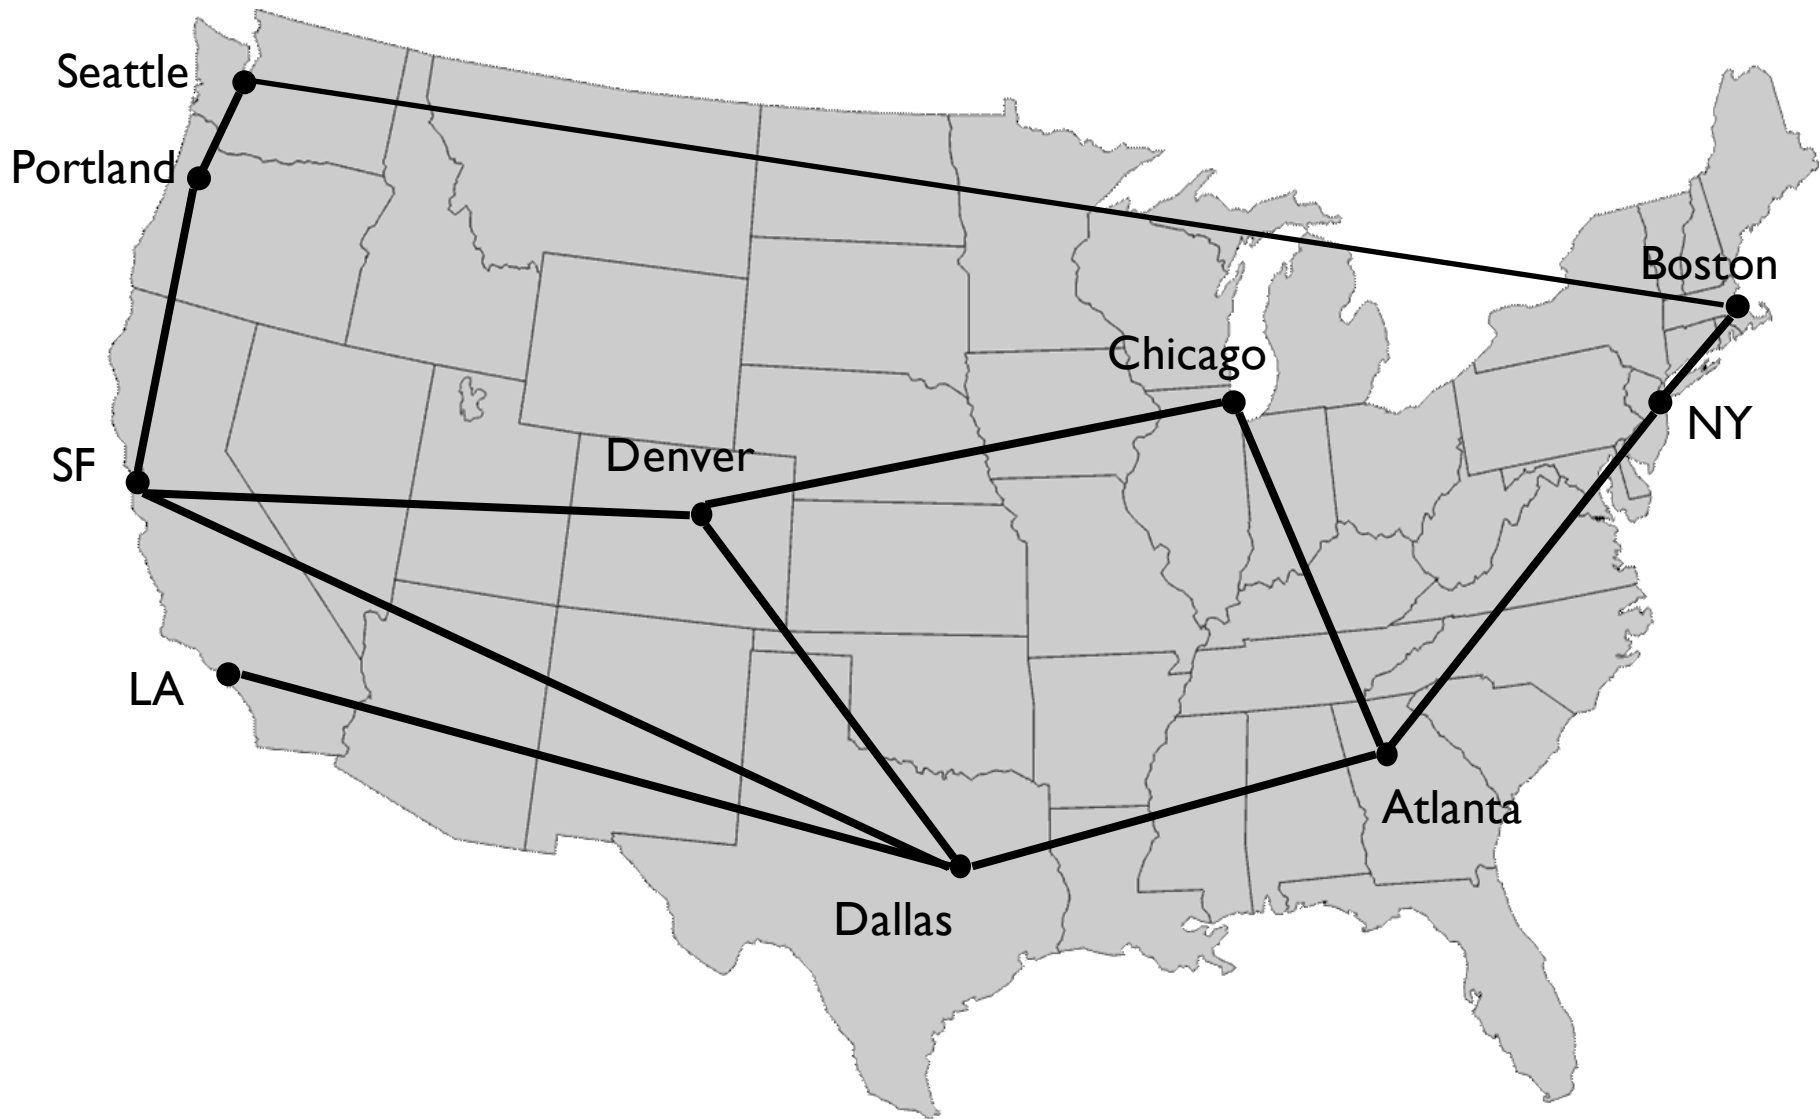 Seattle
Portland
Boston
Chicago
NY
Denver
SF
LA
Atlanta
Dallas